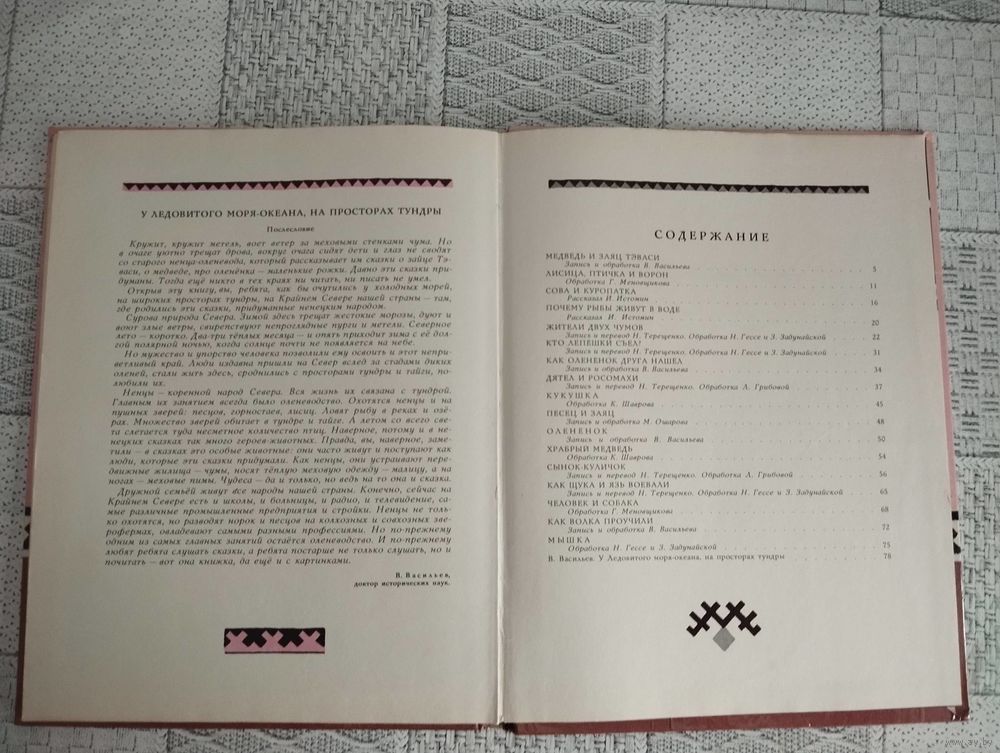 У ЛЕДОВИТОГО МОРЯ-ОКЕАНА, НА ПРОСТОРАХ ТУНДРЫ
Послесловие
Кружит, кружит метель, воет ветер за меховыми стенками чума. Но
в очаге уютно трещат дрова, вокруг очага сидят дети и глаз не сводят
со старого ненца-оленевода, который рассказывает им сказки о зайце Тэ-
васи, о медведе, про оленёнка — маленькие рожки. Давно эти сказки при-
думаны. Тогда ещё никто в тех краях ни читать, ни писать не умел.
Открыв эту книгу, вы, ребята, как бы очутились у холодных морей,
на широких просторах тундры, на Крайнем Севере нашей страны — там,
где родились эти сказки, придуманные ненецким народом.
Сурова природа Севера. Зимой здесь трещат жестокие морозы, дуют и
воют злые ветры, свирепствуют непроглядные пурги и метели. Северное
лето — коротко. Два-три тёплых месяца — и опять приходит зима с её дол-
гой полярной ночью, когда солнце почти не появляется на небе.
Но мужество и упорство человека позволили ему освоить и этот непри-
ветливый край. Люди издавна пришли на Север вслед за стадами диких
оленей, стали жить здесь, сроднились с просторами тундры и тайги, по-
любили их.
Ненцы — коренной народ Севера. Вся жизнь их связана с тундрой.
Главным их занятием всегда было оленеводство. Охотятся ненцы и на
пушных зверей: песцов, горностаев, лисиц. Ловят рыбу в реках и озё-
рах. Множество зверей обитает в тундре и тайге. А летом со всего све-
та слетается туда несметное количество птиц. Наверное, потому и в не-
нецких сказках так много героев-животных. Правда, вы, наверное, заме-
тили — в сказках это особые животные: они часто живут и поступают как
люди, которые эти сказки придумали. Как ненцы, они устраивают пере-
движные жилища — чумы, носят тёплую меховую одежду — малицу, а на
ногах — меховые пимы. Чудеса — да и только, но ведь на то она и сказка.
Дружной семьёй живут все народы нашей страны. Конечно, сейчас на
Крайнем Севере есть и школы, и больницы, и радио, и телевидение, са-
мые различные промышленные предприятия и стройки. Ненцы не толь-
ко охотятся, но разводят норок и песцов на колхозных и совхозных зве-
рофермах, овладевают самыми разными профессиями. Но по-прежнему
одним из самых главных занятий остаётся оленеводство. И по-прежнему
любят ребята слушать сказки, а ребята постарше не только слушать, но и
почитать — вот она книжка, да ещё и с картинками.
В. Васильев,
доктор исторических наук.
СОДЕРЖАНИЕ
МЕДВЕДЬ И ЗАЯЦ ТЭВАСИ
Запись и обработка В. Васильева 5
ЛИСИЦА, ПТИЧКА И ВОРОН
Обработка Г. Меновщикова 11
СОВА И КУРОПАТКА
Рассказал И. Истомин 16
ПОЧЕМУ РЫБЫ ЖИВУТ В ВОДЕ
Рассказал И. Истомин 20
ЖИТЕЛИ ДВУХ ЧУМОВ
Запись и перевод Н. Терещенко. Обработка Н. Гессе и З. Задунайской 22
КТО ЛЕПЕШКИ СЪЕЛ?
Запись и перевод Н. Терещенко. Обработка Н. Гессе и З. Задунайской 31
КАК ОЛЕНЕНОК ДРУГА НАШЕЛ
Запись и обработка В. Васильева 34
ДЯТЕЛ И РОСОМАХИ
Запись и перевод Н. Терещенко. Обработка А. Грибовой 37
КУКУШКА
Обработка К. Шаврова 45
ПЕСЕЦ И ЗАЯЦ
Запись и обработка М. Ошарова 48
ОЛЕНЕНОК
Запись и обработка В. Васильева 50
ХРАБРЫЙ МЕДВЕДЬ
Обработка К. Шаврова 54
СЫНОК-КУЛИЧОК
Запись и перевод Н. Терещенко. Обработка А. Грибовой 56
КАК ЩУКА И ЯЗЬ ВОЕВАЛИ
Запись и перевод Н. Терещенко. Обработка Н. Гессе и З. Задунайской 65
ЧЕЛОВЕК И СОБАКА
Обработка Г. Меновщикова 68
КАК ВОЛКА ПРОУЧИЛИ
Запись и обработка В. Васильева 72
МЫШКА
Обработка Н. Гессе и З. Задунайской 75
В. Васильев. У Ледовитого моря-океана, на просторах тундры 78